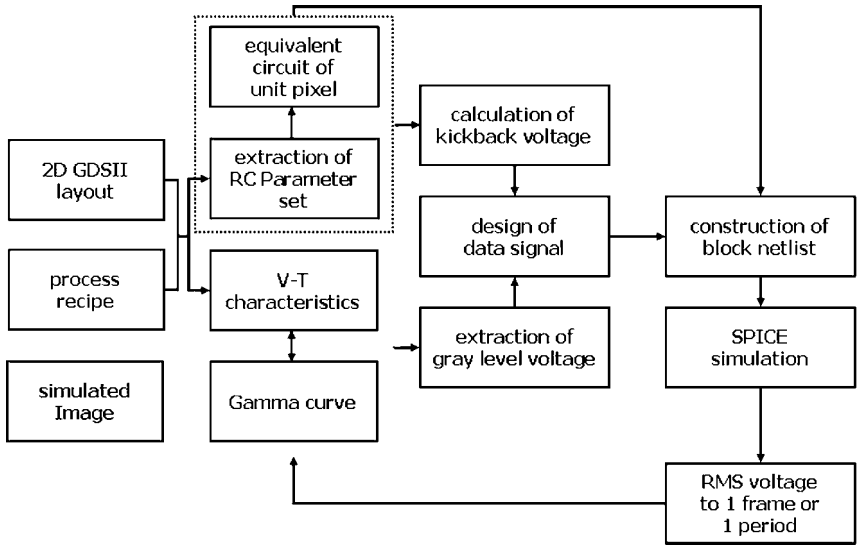 equivalent
circuit of
unit pixel
extraction of
RC Parameter
set
2D GDSII
layout
process
recipe
simulated
Image
V-T
characteristics
Gamma curve
calculation of
kickback voltage
design of
data signal
extraction of
gray level voltage
construction of
block netlist
SPICE
simulation
RMS voltage
to 1 frame or
1 period